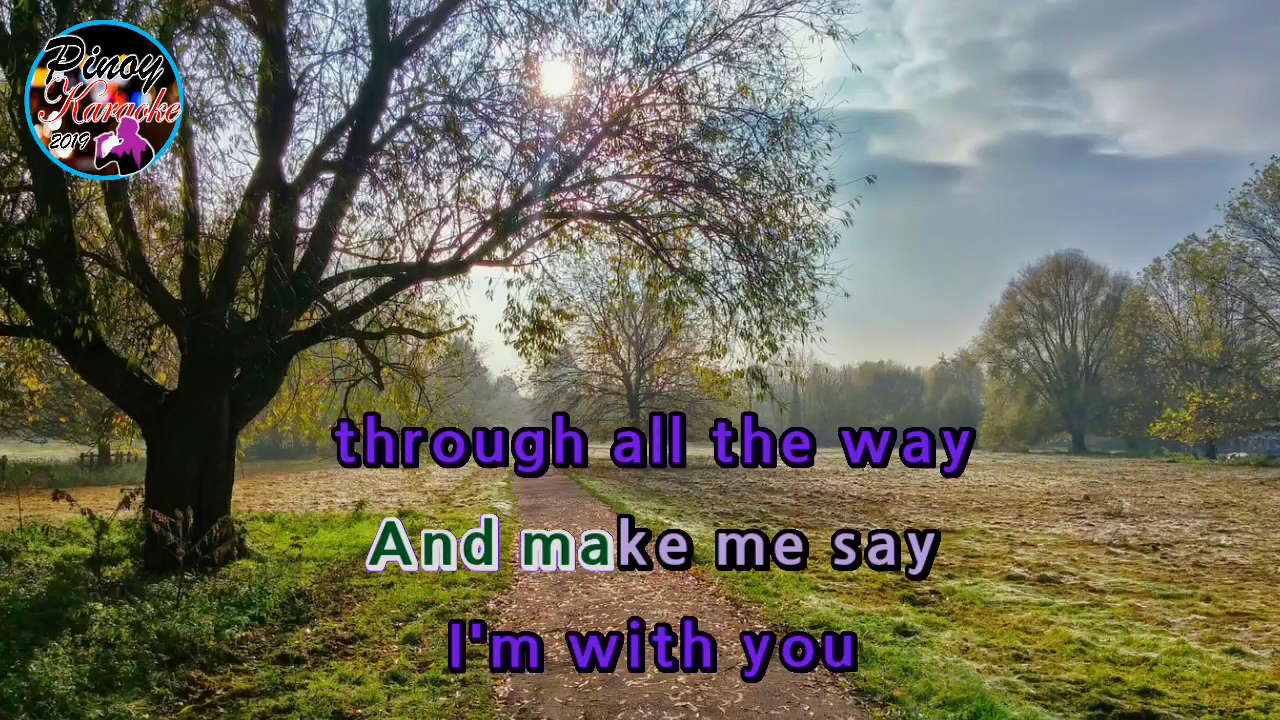 Pinoy
Karaoke
2019
through all the way
And make me say
I'm with you